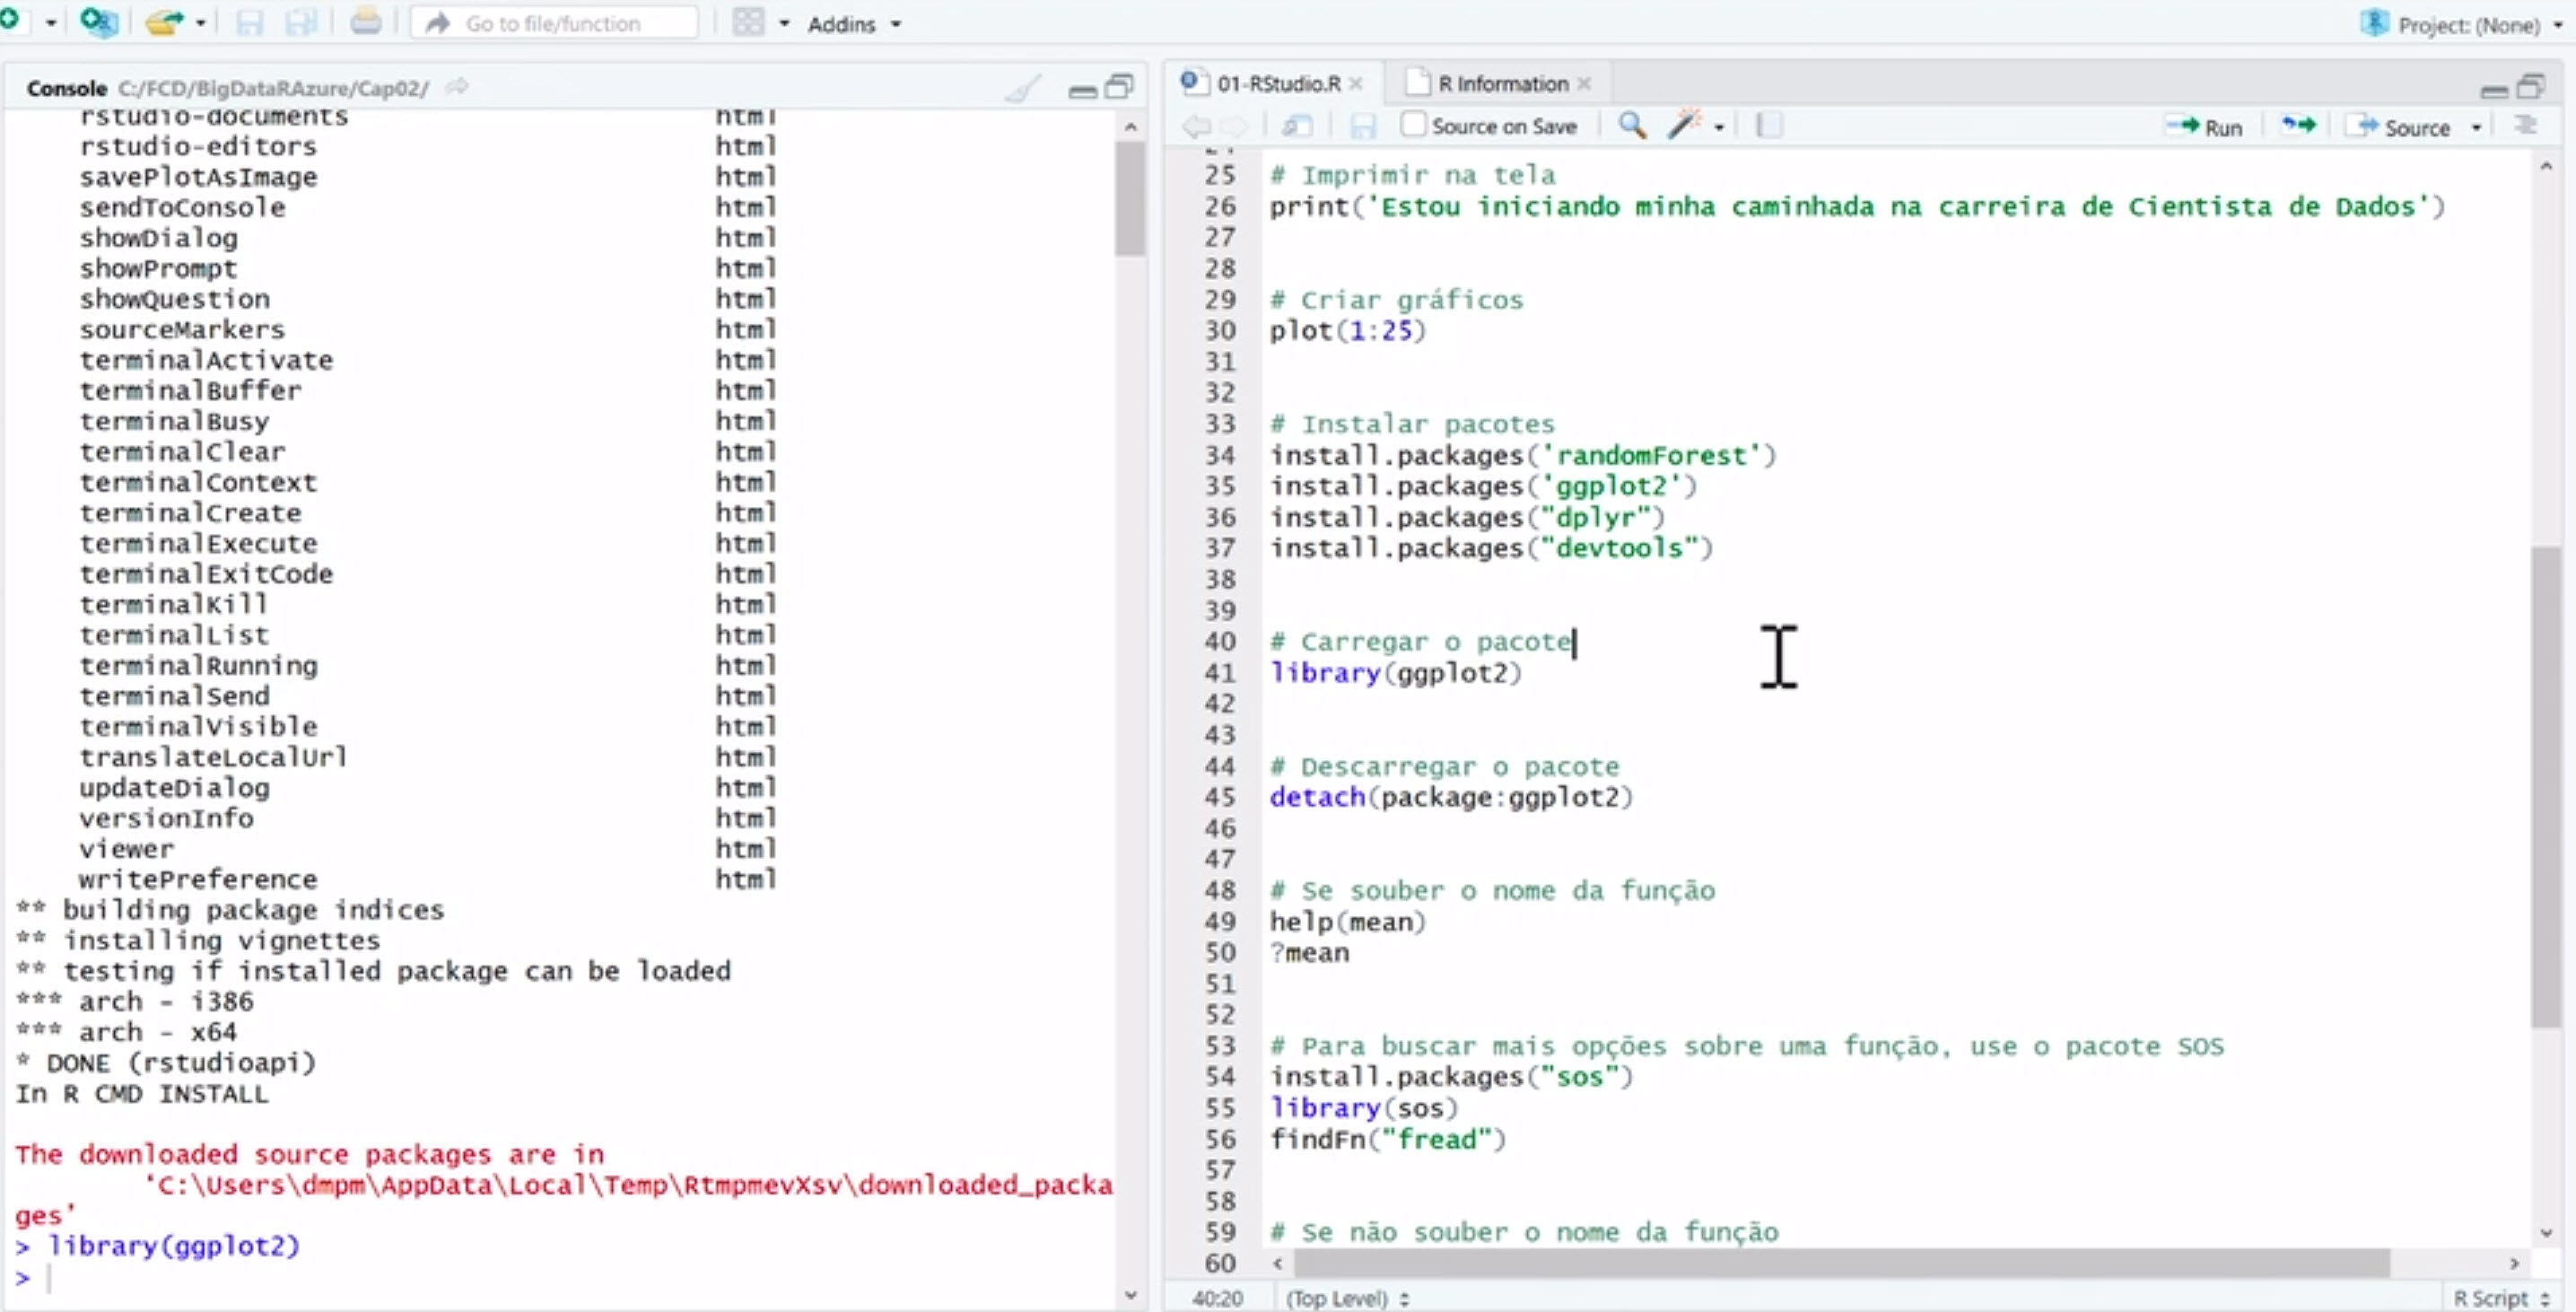 Go to file/function
Addins
Project: (None)
Console C:/FCD/BigDataRAzure/Cap02/
rstudio-documents html
rstudio-editors html
savePlotAsImage html
sendToConsole html
showDialog html
showPrompt html
showQuestion html
sourceMarkers html
terminalActivate html
terminalBuffer html
terminalBusy html
terminalClear html
terminalContext html
terminalCreate html
terminalExecute html
terminalExitCode html
terminalKill html
terminalList html
terminalRunning html
terminalSend html
terminalVisible html
translateLocalUrl html
updateDialog html
versionInfo html
viewer html
writePreference html
** building package indices
** installing vignettes
** testing if installed package can be loaded
*** arch - i386
*** arch - x64
* DONE (rstudioapi)
In R CMD INSTALL
The downloaded source packages are in
‘C:\Users\dmpm\AppData\Local\Temp\RtmpmevXsv\downloaded_packa
ges’
> library(ggplot2)
>
01-RStudio.R
R Information
Source on Save
Run
Source
25 # Imprimir na tela
26 print('Estou iniciando minha caminhada na carreira de Cientista de Dados')
27
28
29 # Criar gráficos
30 plot(1:25)
31
32
33 # Instalar pacotes
34 install.packages('randomForest')
35 install.packages('ggplot2')
36 install.packages("dplyr")
37 install.packages("devtools")
38
39
40 # Carregar o pacote
41 library(ggplot2)
42
43
44 # Descarregar o pacote
45 detach(package:ggplot2)
46
47
48 # Se souber o nome da função
49 help(mean)
50 ?mean
51
52
53 # Para buscar mais opções sobre uma função, use o pacote SOS
54 install.packages("sos")
55 library(sos)
56 findFn("fread")
57
58
59 # Se não souber o nome da função
60
40:20 (Top Level) R Script